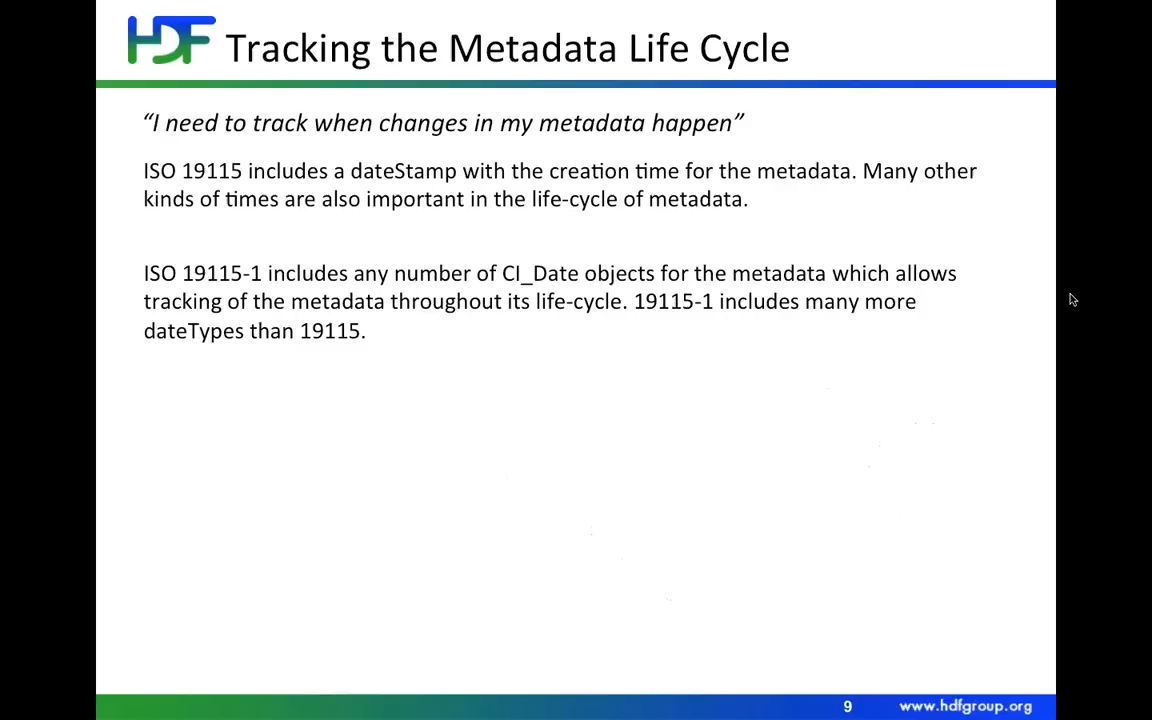 HDF Tracking the Metadata Life Cycle
“I need to track when changes in my metadata happen”
ISO 19115 includes a dateStamp with the creation time for the metadata. Many other
kinds of times are also important in the life-cycle of metadata.
ISO 19115-1 includes any number of CI_Date objects for the metadata which allows
tracking of the metadata throughout its life-cycle. 19115-1 includes many more
dateTypes than 19115.
9 www.hdfgroup.org